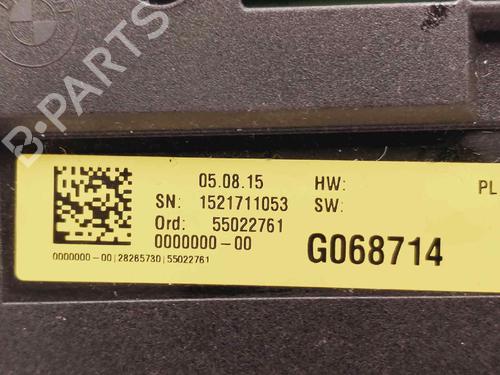 B-PARTS
05.08.15 HW: PL
SN: 1521711053 SW:
Ord: 55022761
0000000-00 G068714
0000000-00|28265730|55022761